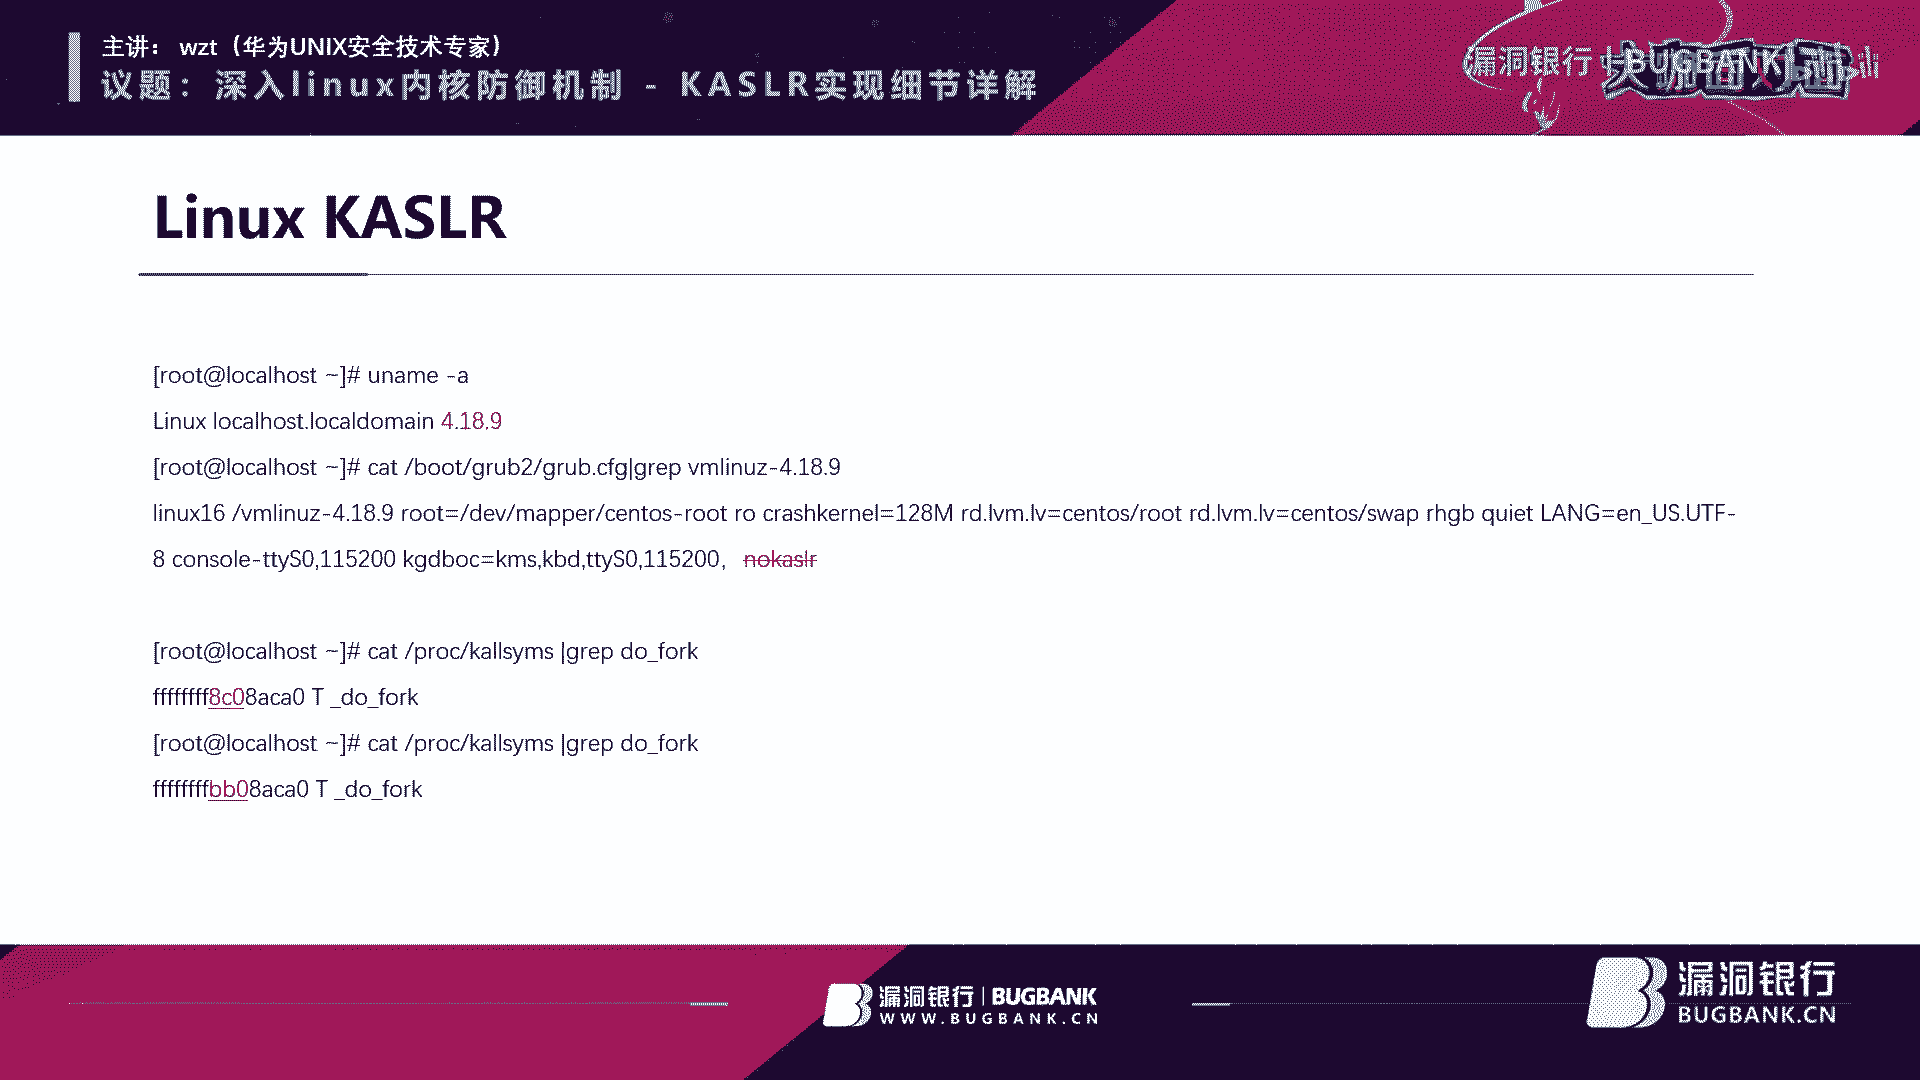 主讲： wzt（华为UNIX安全技术专家）
议题：深入linux内核防御机制 - KASLR实现细节详解
漏洞银行 BUGBANK
Linux KASLR
[root@localhost ~]# uname -a
Linux localhost.localdomain 4.18.9
[root@localhost ~]# cat /boot/grub2/grub.cfg|grep vmlinuz-4.18.9
linux16 /vmlinuz-4.18.9 root=/dev/mapper/centos-root ro crashkernel=128M rd.lvm.lv=centos/root rd.lvm.lv=centos/swap rhgb quiet LANG=en_US.UTF-
8 console-ttyS0,115200 kgdboc=kms,kbd,ttyS0,115200， nokaslr
[root@localhost ~]# cat /proc/kallsyms |grep do_fork
ffffffff8c08aca0 T _do_fork
[root@localhost ~]# cat /proc/kallsyms |grep do_fork
ffffffffbb08aca0 T _do_fork
漏洞银行 | BUGBANK
WWW.BUGBANK.CN
漏洞银行
BUGBANK.CN